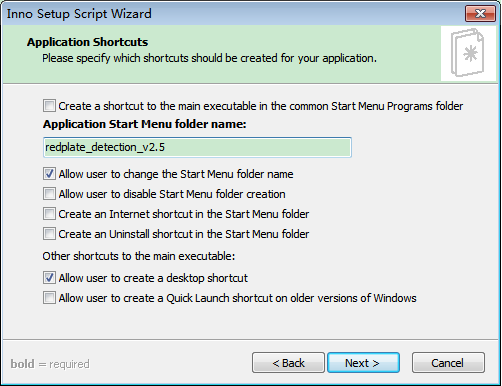 Inno Setup Script Wizard
Application Shortcuts
Please specify which shortcuts should be created for your application.
Create a shortcut to the main executable in the common Start Menu Programs folder
Application Start Menu folder name:
redplate_detection_v2.5
Allow user to change the Start Menu folder name
Allow user to disable Start Menu folder creation
Create an Internet shortcut in the Start Menu folder
Create an Uninstall shortcut in the Start Menu folder
Other shortcuts to the main executable:
Allow user to create a desktop shortcut
Allow user to create a Quick Launch shortcut on older versions of Windows
bold = required
< Back Next > Cancel